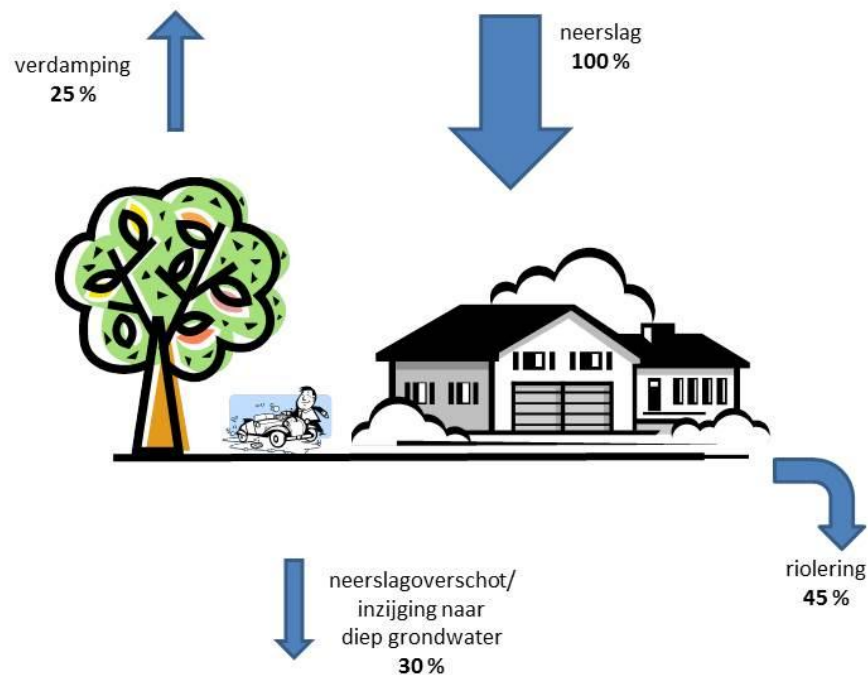 verdamping
25 %
neerslag
100 %
neerslagoverschot/
inzijging naar
diep grondwater
30 %
riolering
45 %